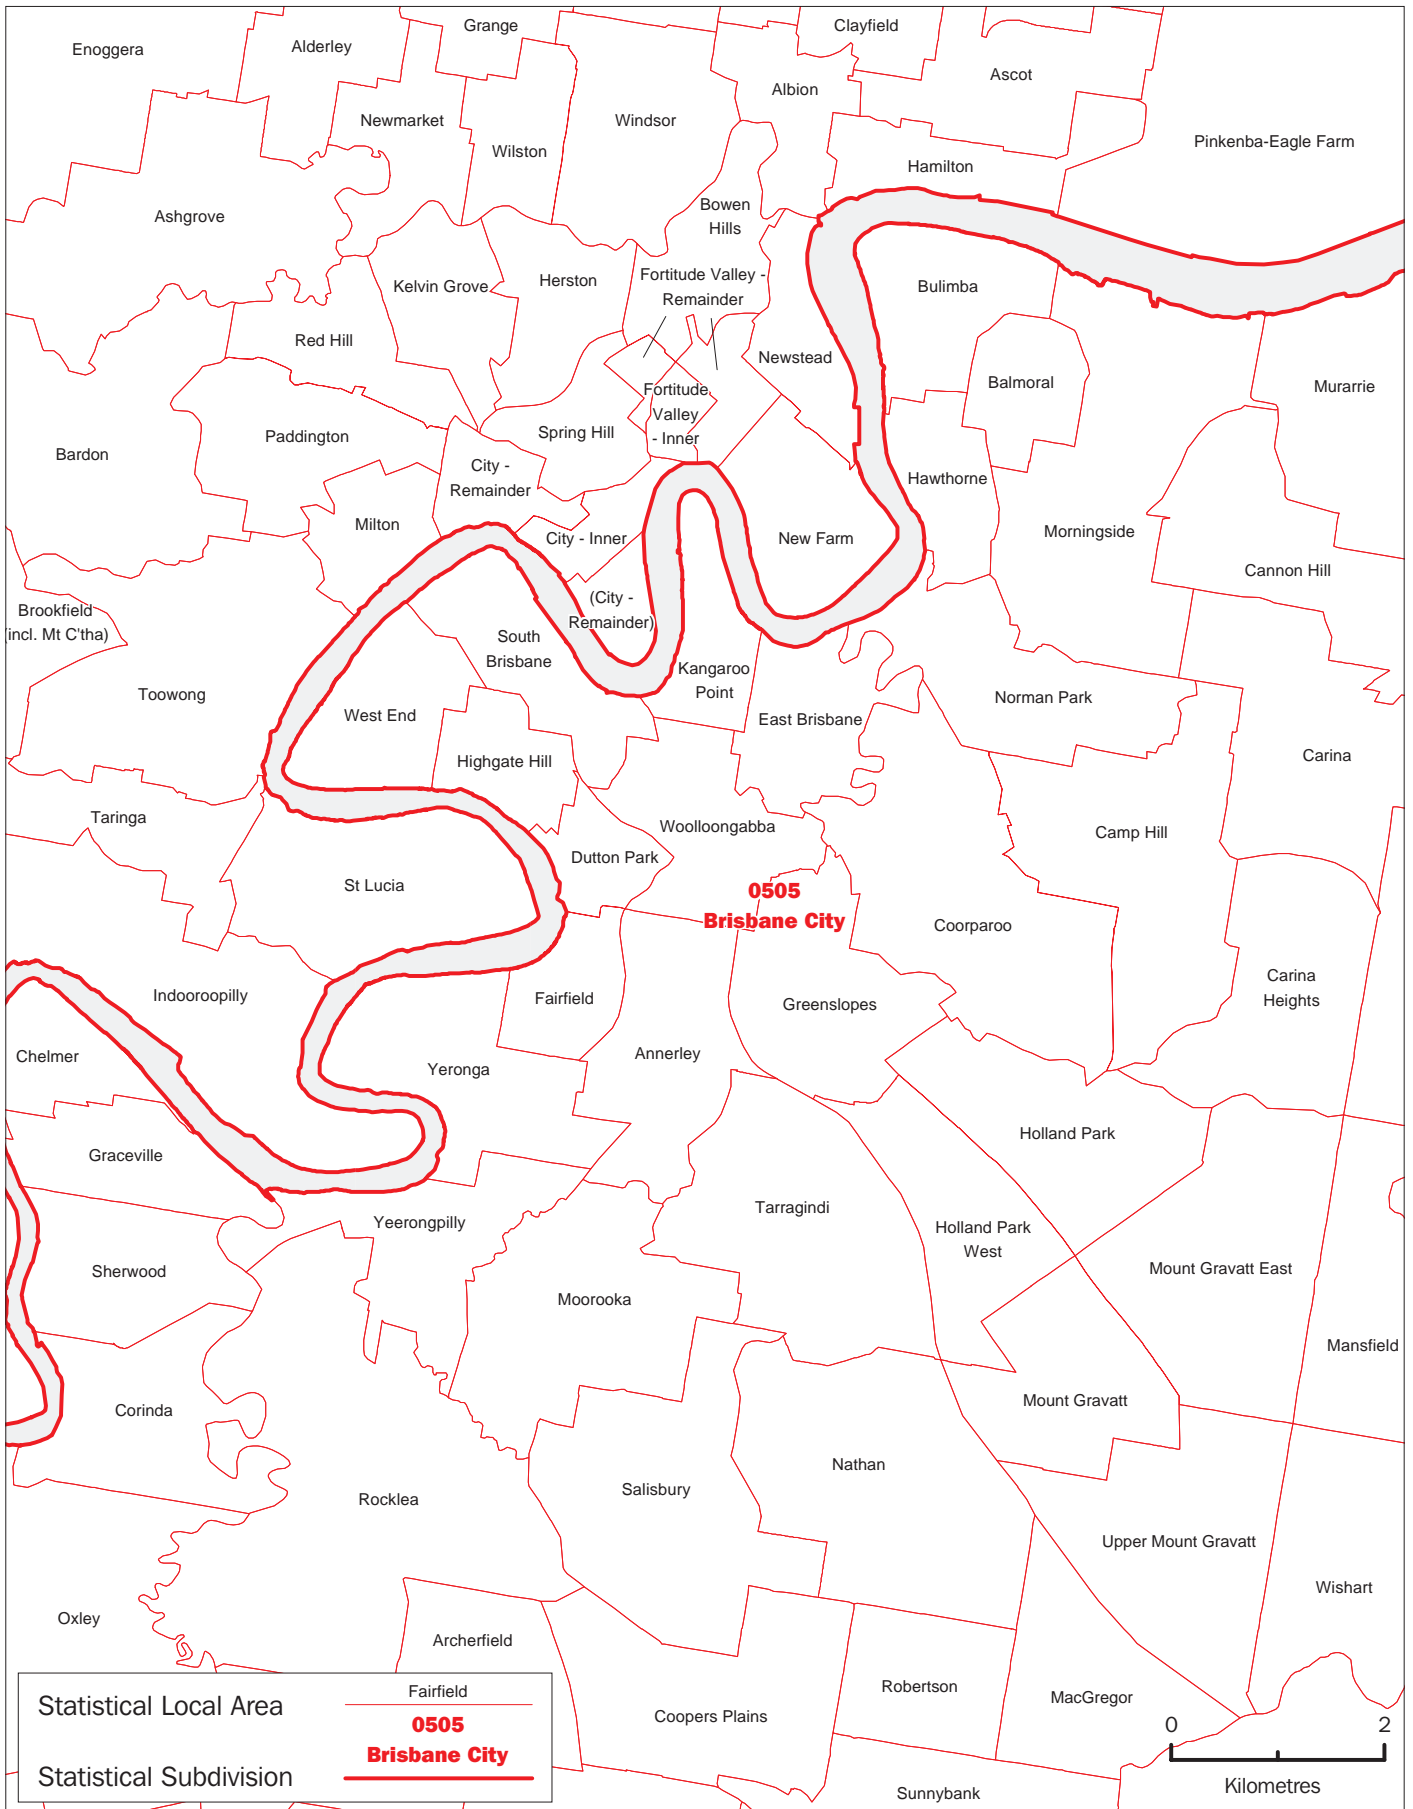 Enoggera
Alderley
Grange
Clayfield
Ascot
Albion
Newmarket
Windsor
Wilston
Pinkenba-Eagle Farm
Hamilton
Ashgrove
Bowen
Hills
Kelvin Grove
Herston
Fortitude Valley -
Remainder
Bulimba
Red Hill
Newstead
Balmoral
Murarrie
Fortitude
Valley
- Inner
Bardon
Paddington
Spring Hill
City -
Remainder
Hawthorne
Milton
City - Inner
New Farm
Morningside
Cannon Hill
Brookfield
(incl. Mt C'tha)
(City -
Remainder)
South
Brisbane
Kangaroo
Point
Toowong
West End
East Brisbane
Norman Park
Highgate Hill
Carina
Taringa
Woolloongabba
Camp Hill
Dutton Park
St Lucia
0505
Brisbane City
Coorparoo
Indooroopilly
Fairfield
Greenslopes
Carina
Heights
Chelmer
Yeronga
Annerley
Graceville
Holland Park
Yeerongpilly
Tarragindi
Holland Park
West
Sherwood
Moorooka
Mount Gravatt East
Mansfield
Corinda
Mount Gravatt
Rocklea
Salisbury
Nathan
Upper Mount Gravatt
Wishart
Oxley
Archerfield
Coopers Plains
Robertson
MacGregor
Sunnybank
Statistical Local Area
Fairfield
0505
Brisbane City
Statistical Subdivision
0
2
Kilometres